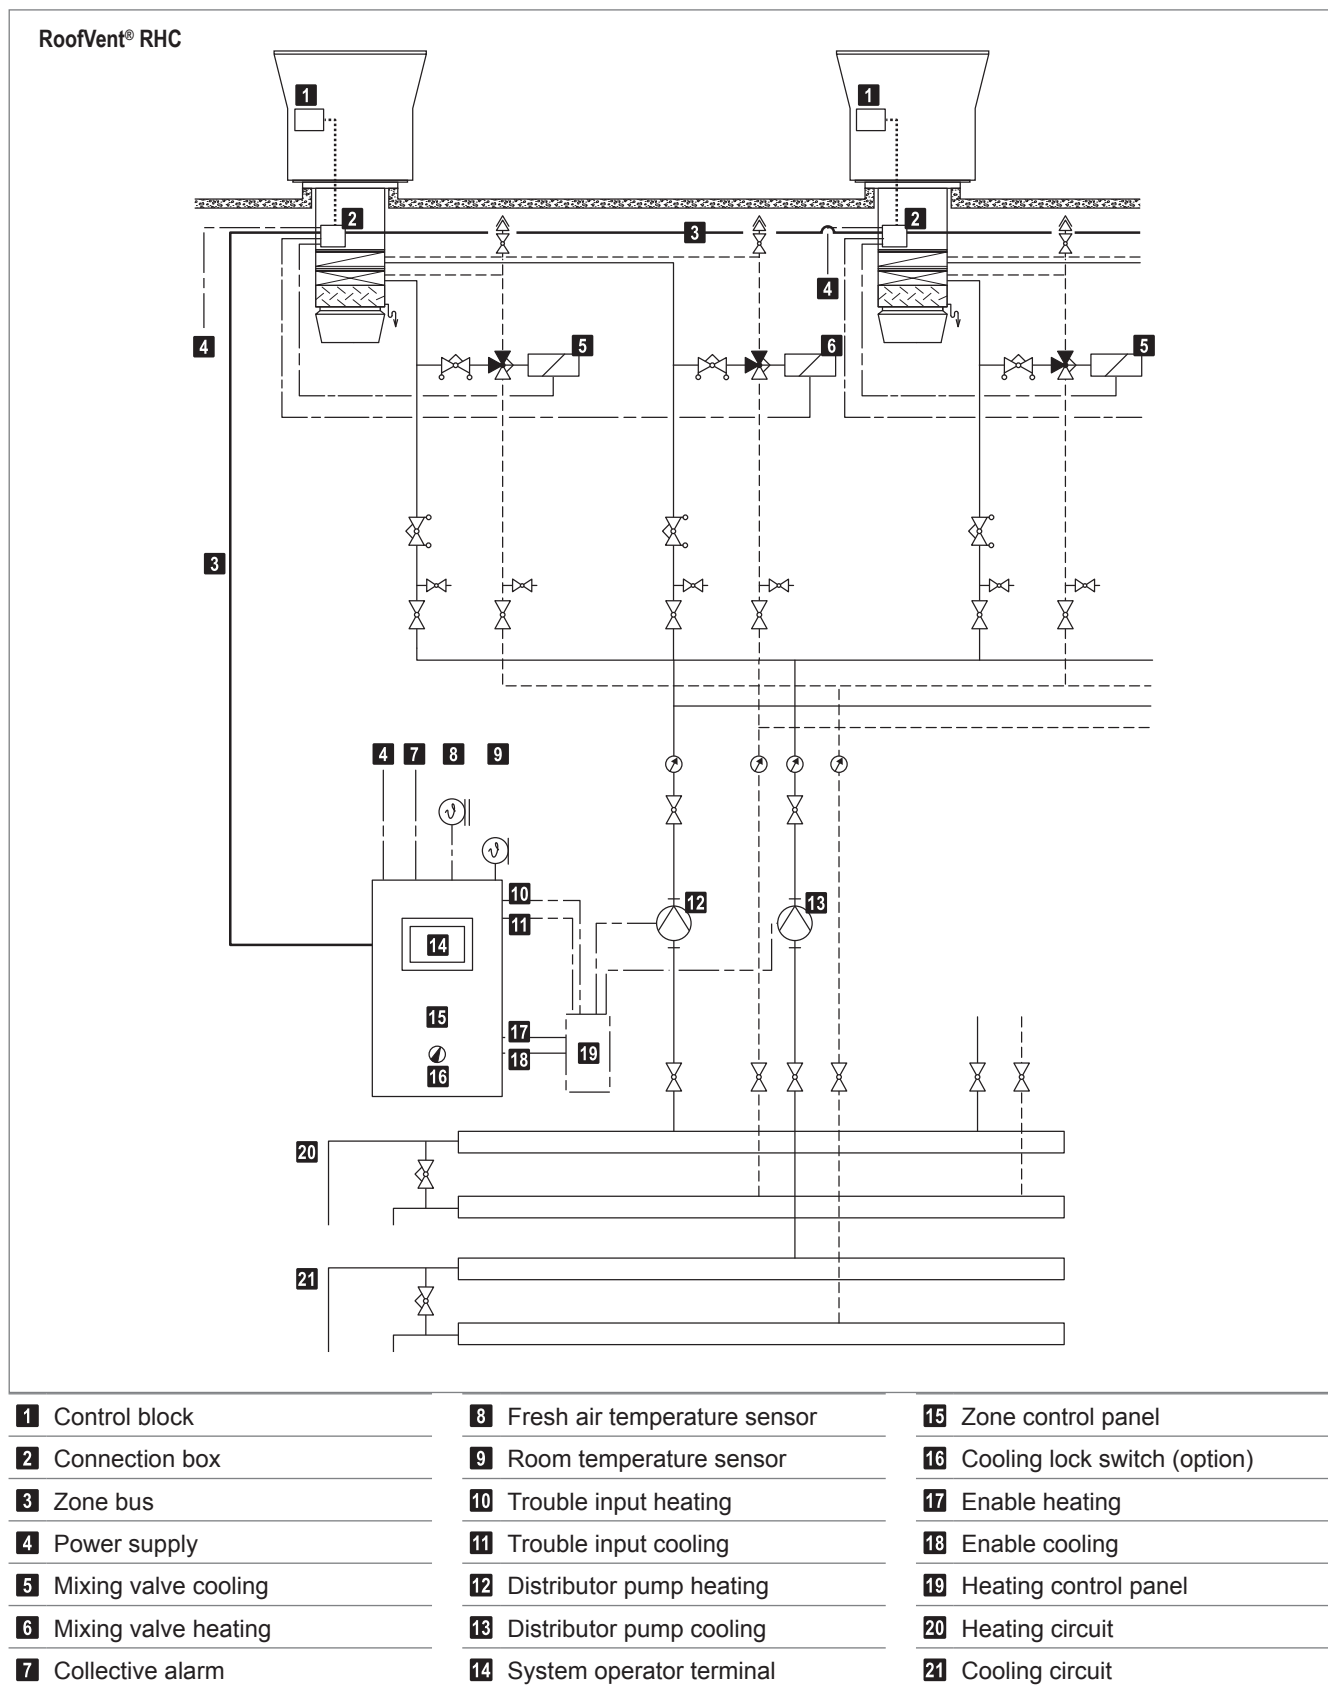 RoofVent® RHC
1
1
2
2
3
4
4
5
6
5
3
4
7
8
9
ϑ
ϑ
10
11
12
13
14
15
16
17
18
19
20
21
1 Control block
2 Connection box
3 Zone bus
4 Power supply
5 Mixing valve cooling
6 Mixing valve heating
7 Collective alarm
8 Fresh air temperature sensor
9 Room temperature sensor
10 Trouble input heating
11 Trouble input cooling
12 Distributor pump heating
13 Distributor pump cooling
14 System operator terminal
15 Zone control panel
16 Cooling lock switch (option)
17 Enable heating
18 Enable cooling
19 Heating control panel
20 Heating circuit
21 Cooling circuit